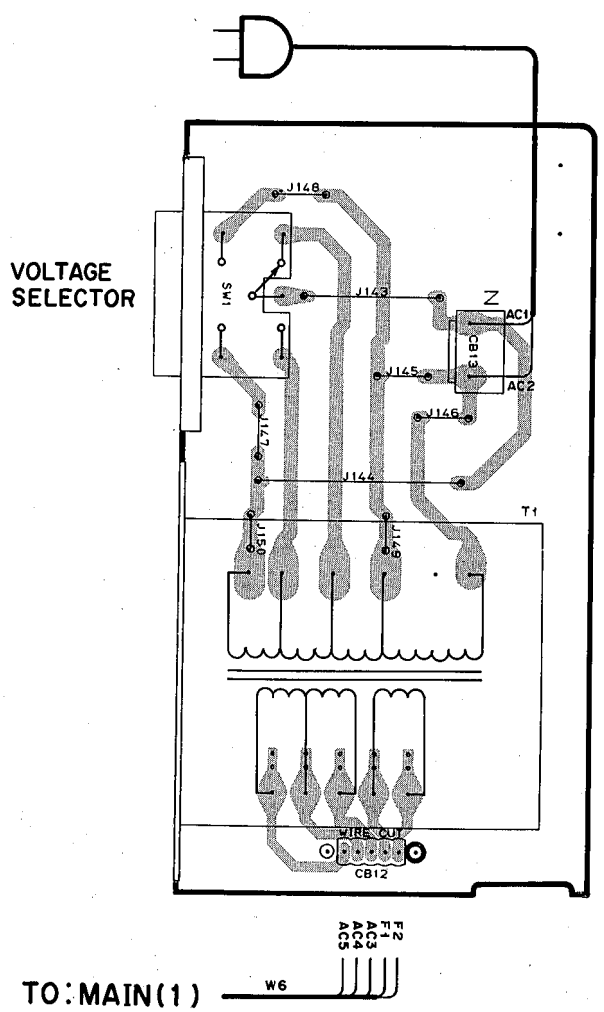 J148
VOLTAGE
SELECTOR
SW1
J143
AC1
CB13
J145
AC2
J146
J147
J144
T1
J150
J149
WIRE CUT
CB12
AC5
AC4
AC3
F1
F2
TO:MAIN(1)
W6